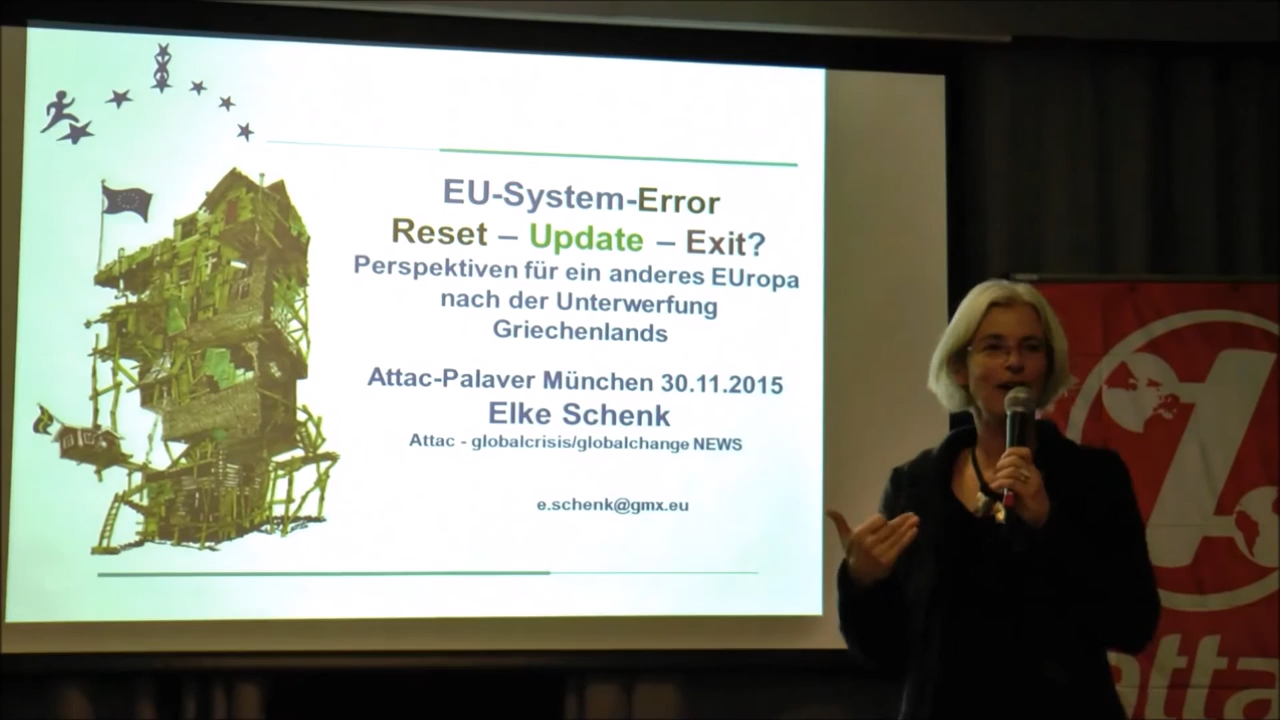 EU-System-Error
Reset – Update – Exit?
Perspektiven für ein anderes EUropa
nach der Unterwerfung
Griechenlands
Attac-Palaver München 30.11.2015
Elke Schenk
Attac - globalcrisis/globalchange NEWS
e.schenk@gmx.eu
atta